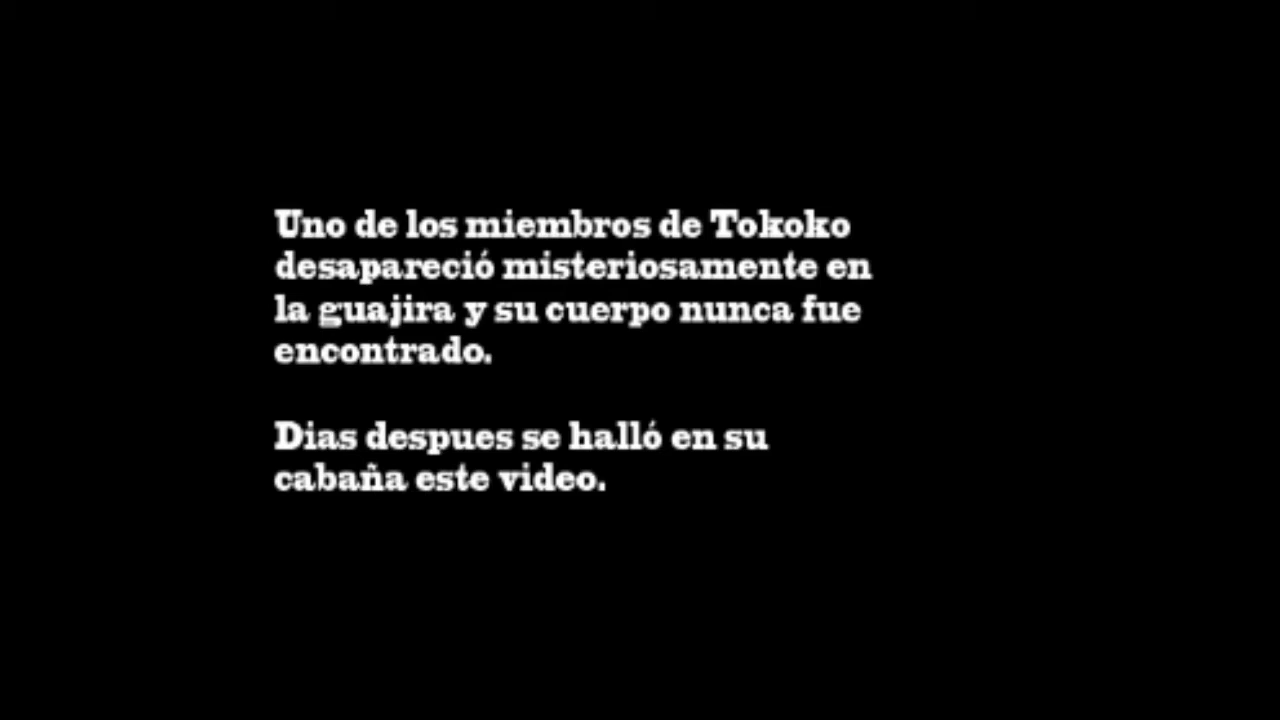 Uno de los miembros de Tokoko
desapareció misteriosamente en
la guajira y su cuerpo nunca fue
encontrado.
Dias despues se halló en su
cabaña este video.